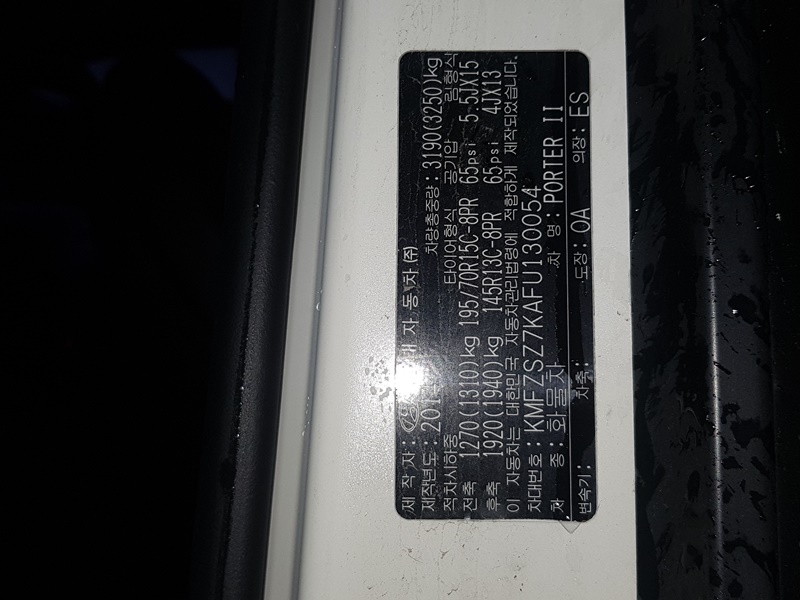 제 작 자: 대 자 동 차 (주)
제작년도: 201 차량총중량: 3190(3250)kg
적차시하중 타이어형식 공기압 림형식
전축 1270(1310)kg 195/70R15C-8PR 65psi 5.5JX15
후축 1920(1940)kg 145R13C-8PR 65psi 4JX13
이 자동차는 대한민국 자동차관리법령에 적합하게 제작되었습니다.
차대번호: KMFZSZ7KAFU130054
차 종: 화물차 차 명: PORTER II
변속기: 차축: 도장: OA 의장: ES